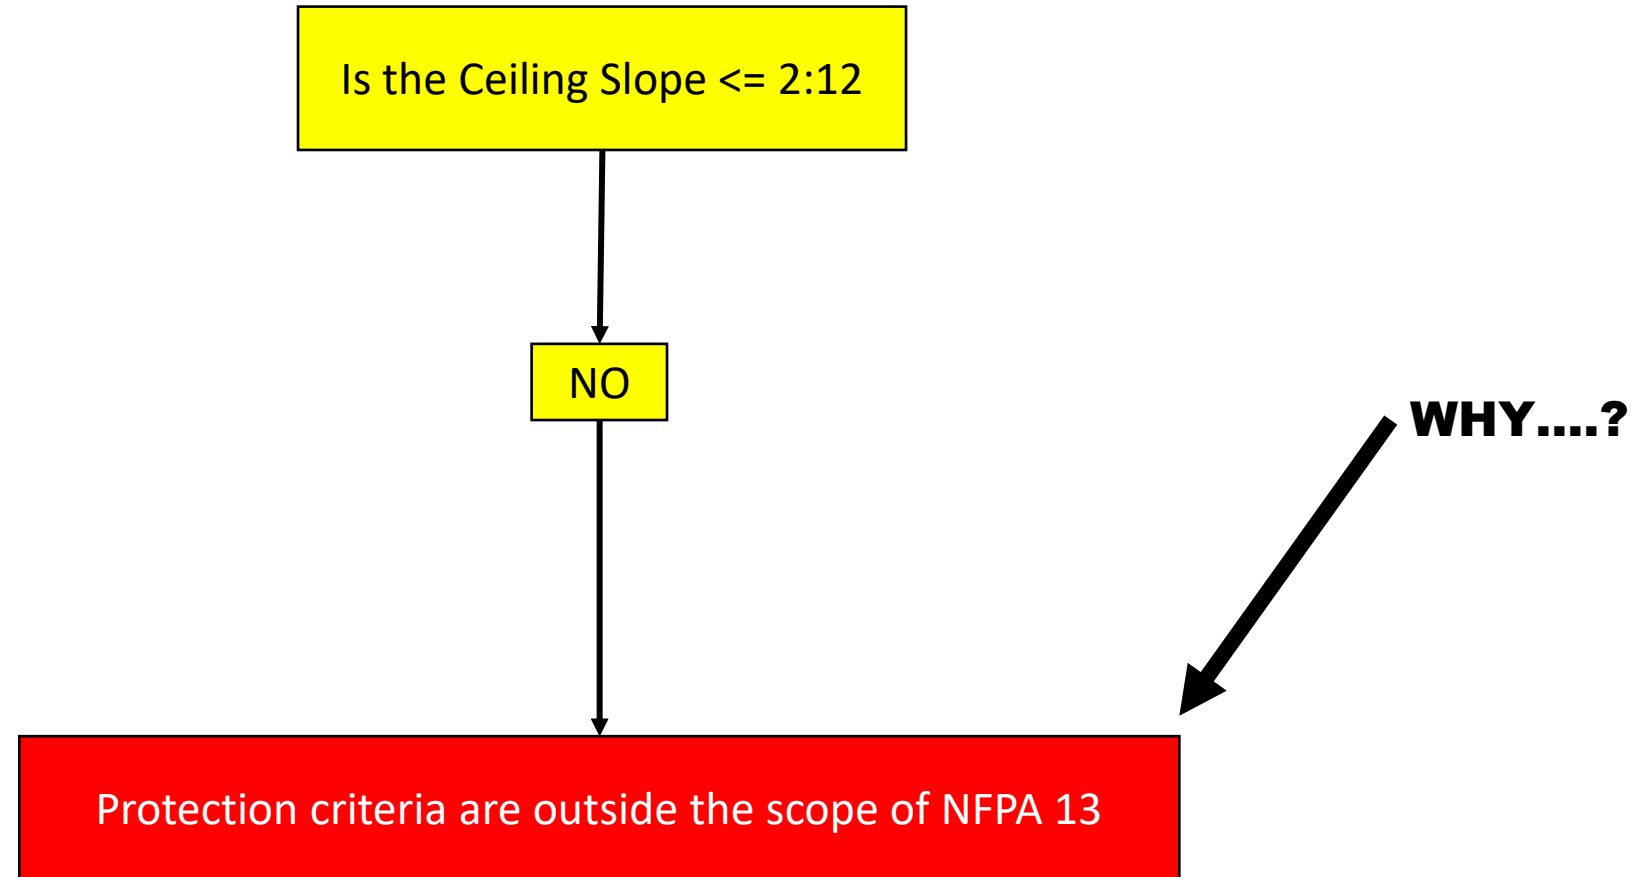 Is the Ceiling Slope <= 2:12
NO
WHY....?
Protection criteria are outside the scope of NFPA 13